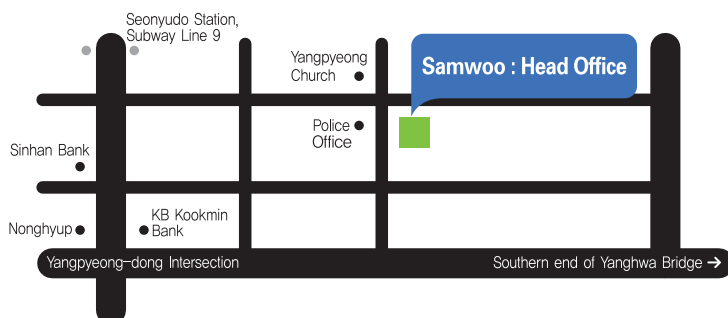 Seonyudo Station,
Subway Line 9
Yangpyeong
Church
Samwoo : Head Office
Police
Office
Sinhan Bank
KB Kookmin
Bank
Nonghyup
Yangpyeong-dong Intersection
Southern end of Yanghwa Bridge →